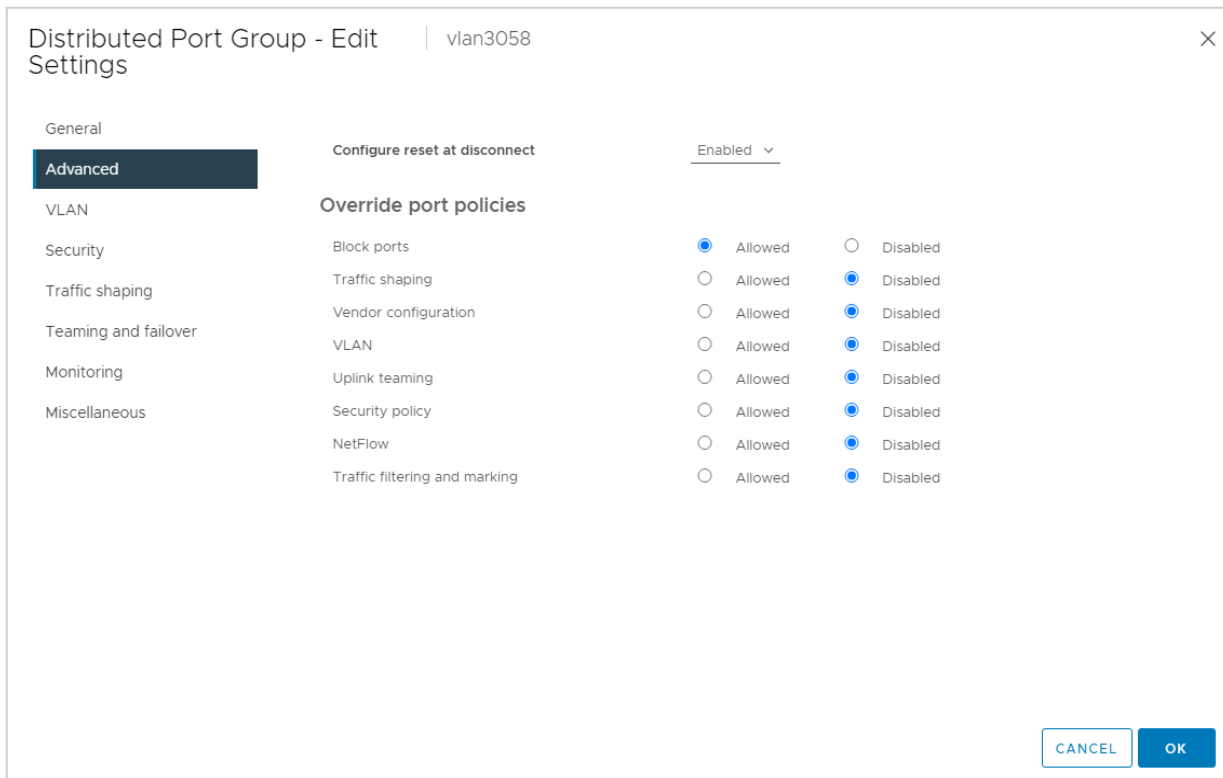 Distributed Port Group - Edit Settings
vlan3058
General
Advanced
VLAN
Security
Traffic shaping
Teaming and failover
Monitoring
Miscellaneous
Configure reset at disconnect Enabled
Override port policies
Block ports Allowed Disabled
Traffic shaping Allowed Disabled
Vendor configuration Allowed Disabled
VLAN Allowed Disabled
Uplink teaming Allowed Disabled
Security policy Allowed Disabled
NetFlow Allowed Disabled
Traffic filtering and marking Allowed Disabled
CANCEL OK